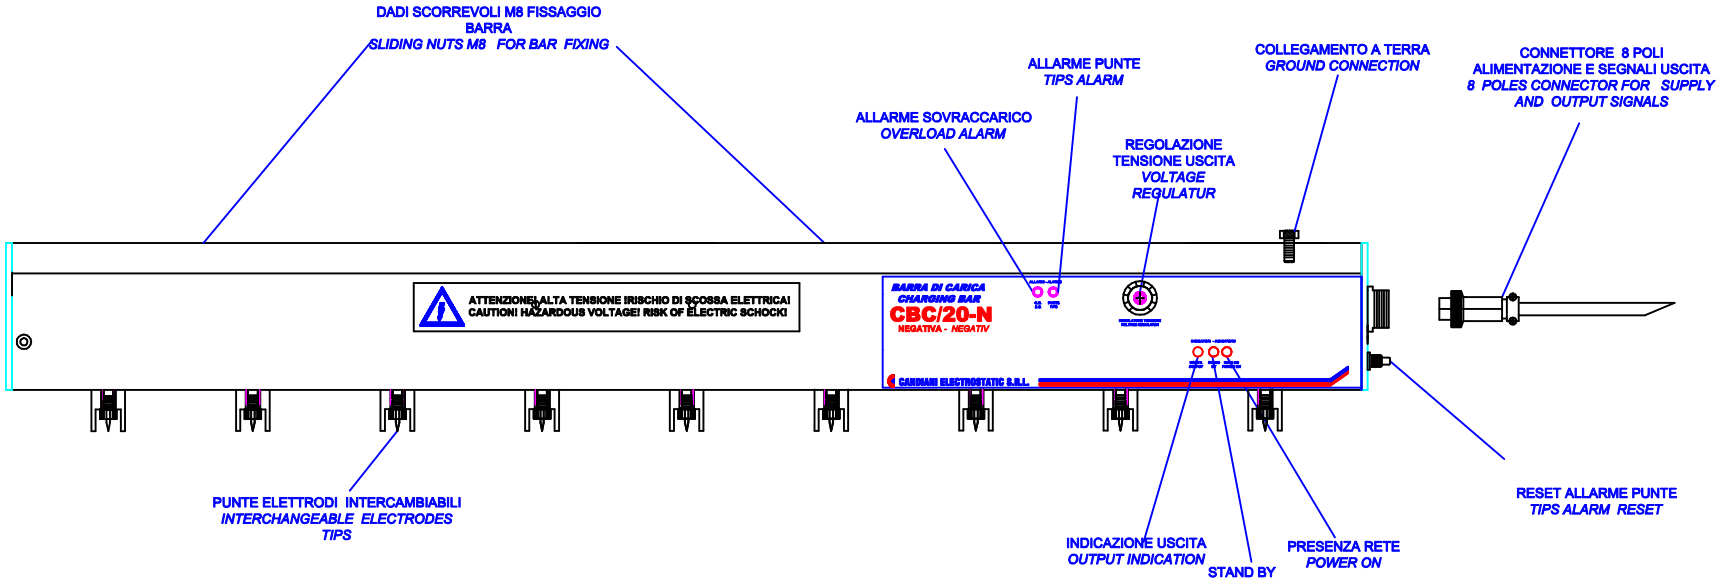 DADI SCORREVOLI M8 FISSAGGIO
BARRA
SLIDING NUTS M8 FOR BAR FIXING
ALLARME PUNTE
TIPS ALARM
COLLEGAMENTO A TERRA
GROUND CONNECTION
CONNETTORE 8 POLI
ALIMENTAZIONE E SEGNALI USCITA
8 POLES CONNECTOR FOR SUPPLY
AND OUTPUT SIGNALS
ALLARME SOVRACCARICO
OVERLOAD ALARM
REGOLAZIONE
TENSIONE USCITA
VOLTAGE
REGULATUR
ATTENZIONE!ALTA TENSIONE !RISCHIO DI SCOSSA ELETTRICA!
CAUTION! HAZARDOUS VOLTAGE! RISK OF ELECTRIC SCHOCK!
BARRA DI CARICA
CHARGING BAR
CBC/20-N
NEGATIVA - NEGATIV
CANDIANI ELECTROSTATIC S.R.L.
PUNTE ELETTRODI INTERCAMBIABILI
INTERCHANGEABLE ELECTRODES
TIPS
RESET ALLARME PUNTE
TIPS ALARM RESET
INDICAZIONE USCITA
OUTPUT INDICATION
STAND BY
PRESENZA RETE
POWER ON